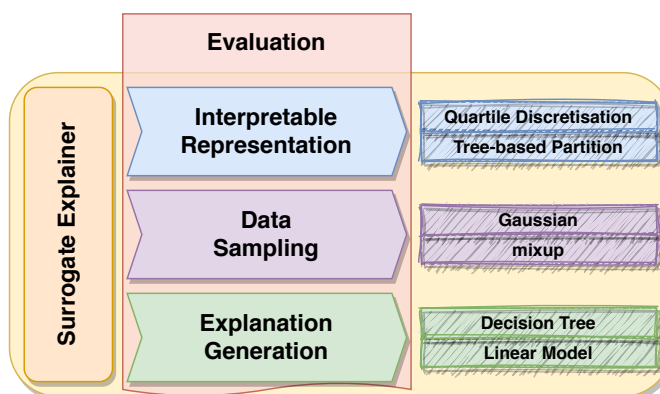 Evaluation
Surrogate Explainer
Interpretable
Representation
Quartile Discretisation
Tree-based Partition
Data
Sampling
Gaussian
mixup
Explanation
Generation
Decision Tree
Linear Model